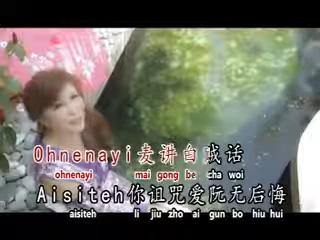 Ohnenayi麦讲自戏话
ohnenayi mai gong be cha woi
Aisiteh你诅咒爱阮无后悔
aisiteh li jiu zho ai gun bo hiu hui